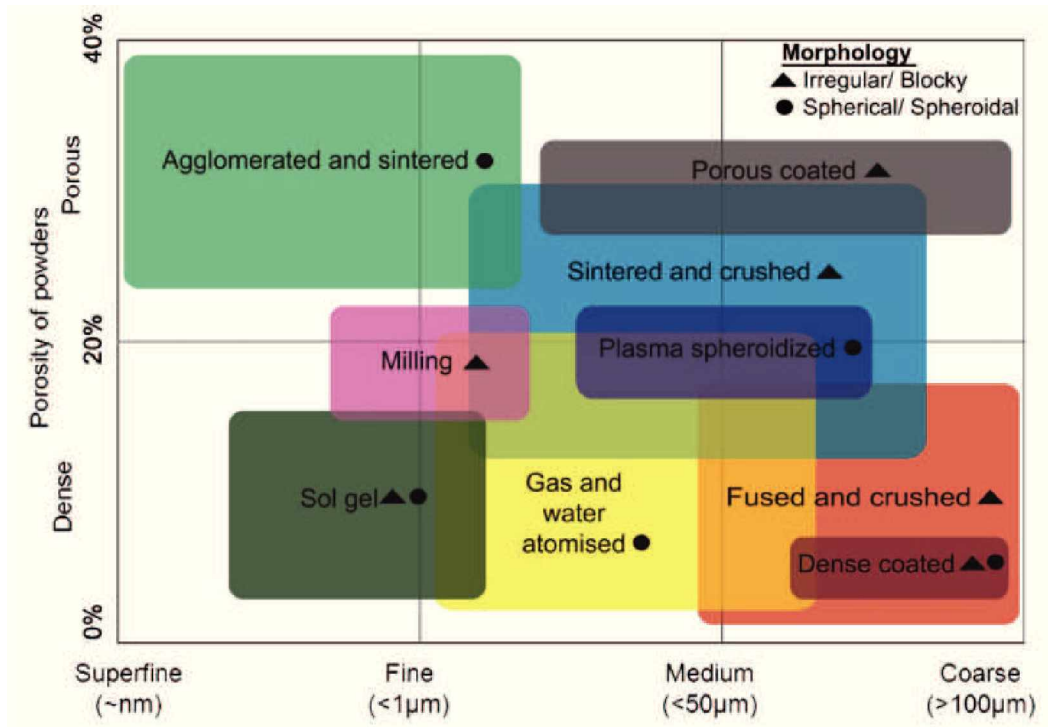 40%
Morphology
Irregular/ Blocky
Spherical/ Spheroidal
Porous
Agglomerated and sintered
Porous coated
Sintered and crushed
Porosity of powders
20%
Plasma spheroidized
Milling
Dense
Sol gel
Gas and
water
atomised
Fused and crushed
Dense coated
0%
Superfine
(~nm)
Fine
(<1µm)
Medium
(<50µm)
Coarse
(>100µm)